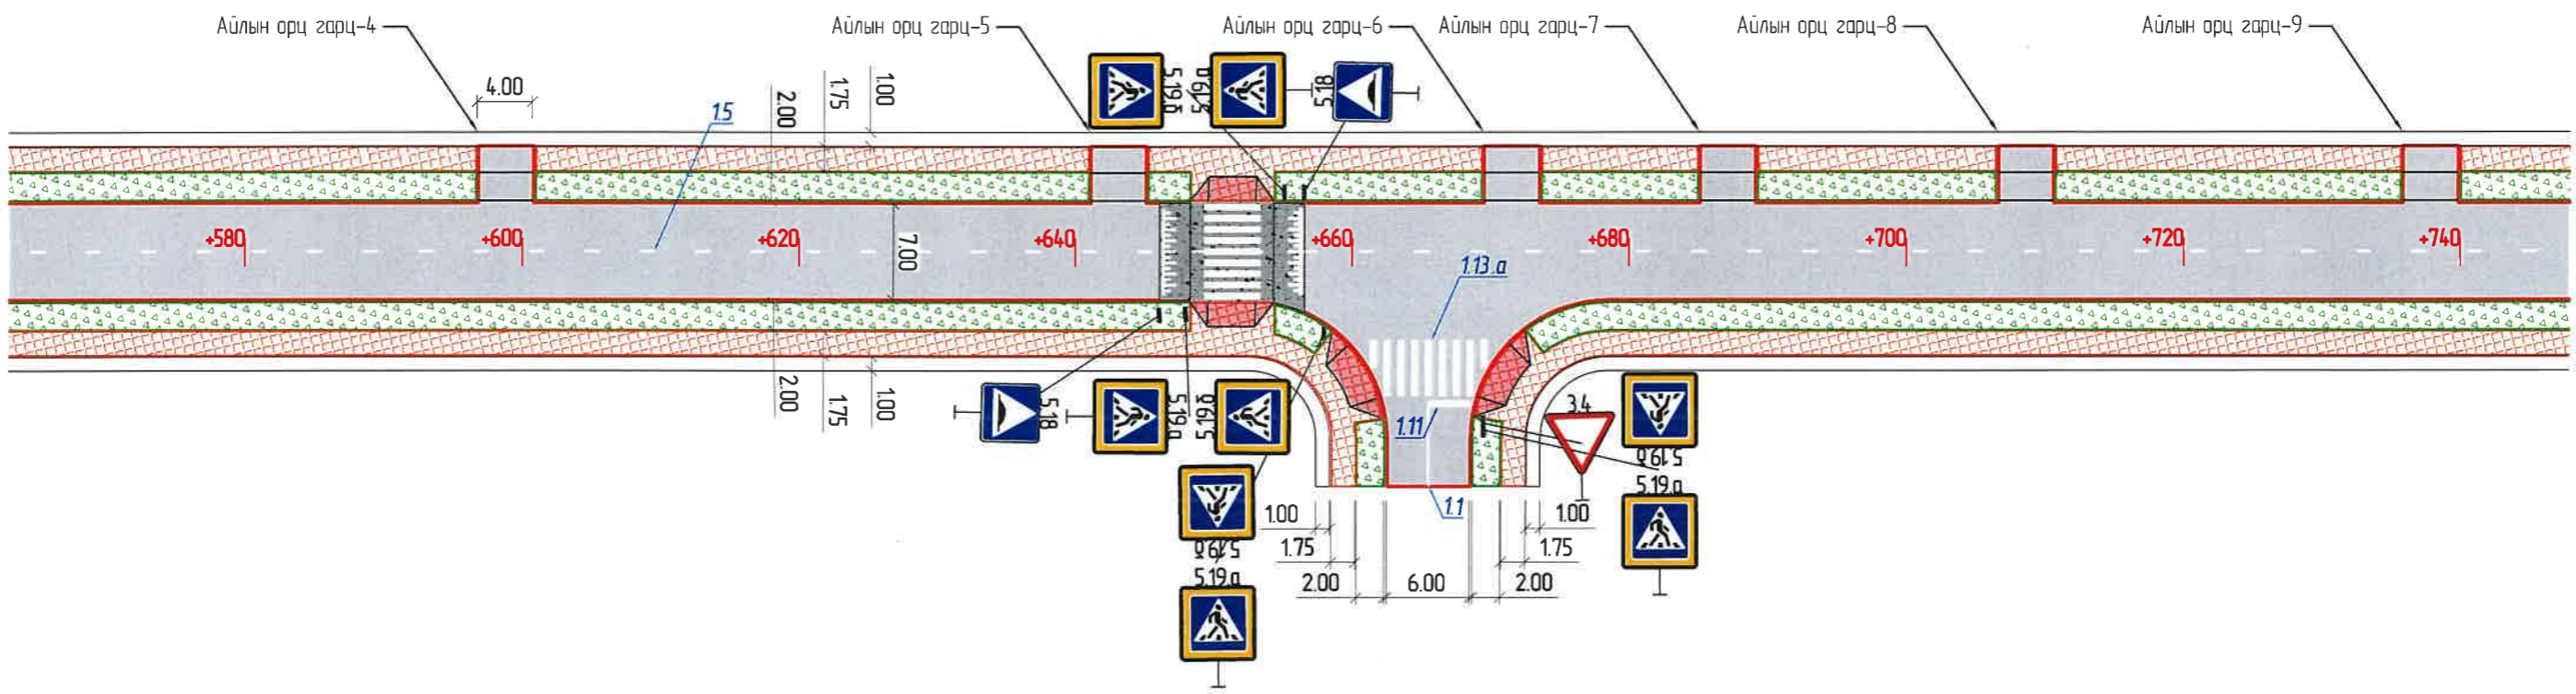 Айлын орц гарц-4
Айлын орц гарц-5
Айлын орц гарц-6
Айлын орц гарц-7
Айлын орц гарц-8
Айлын орц гарц-9
4.00
1.5
2.00
1.75
1.00
5.19.б
5.19.а
5.18
+580
+600
+620
+640
+660
+680
+700
+720
+740
7.00
1.13.а
2.00
1.75
1.00
5.18
5.19.а
5.19.б
1.11
3.4
5.19.б
5.19.а
1.1
5.19.б
5.19.а
1.00
1.75
2.00
6.00
2.00
1.75
1.00